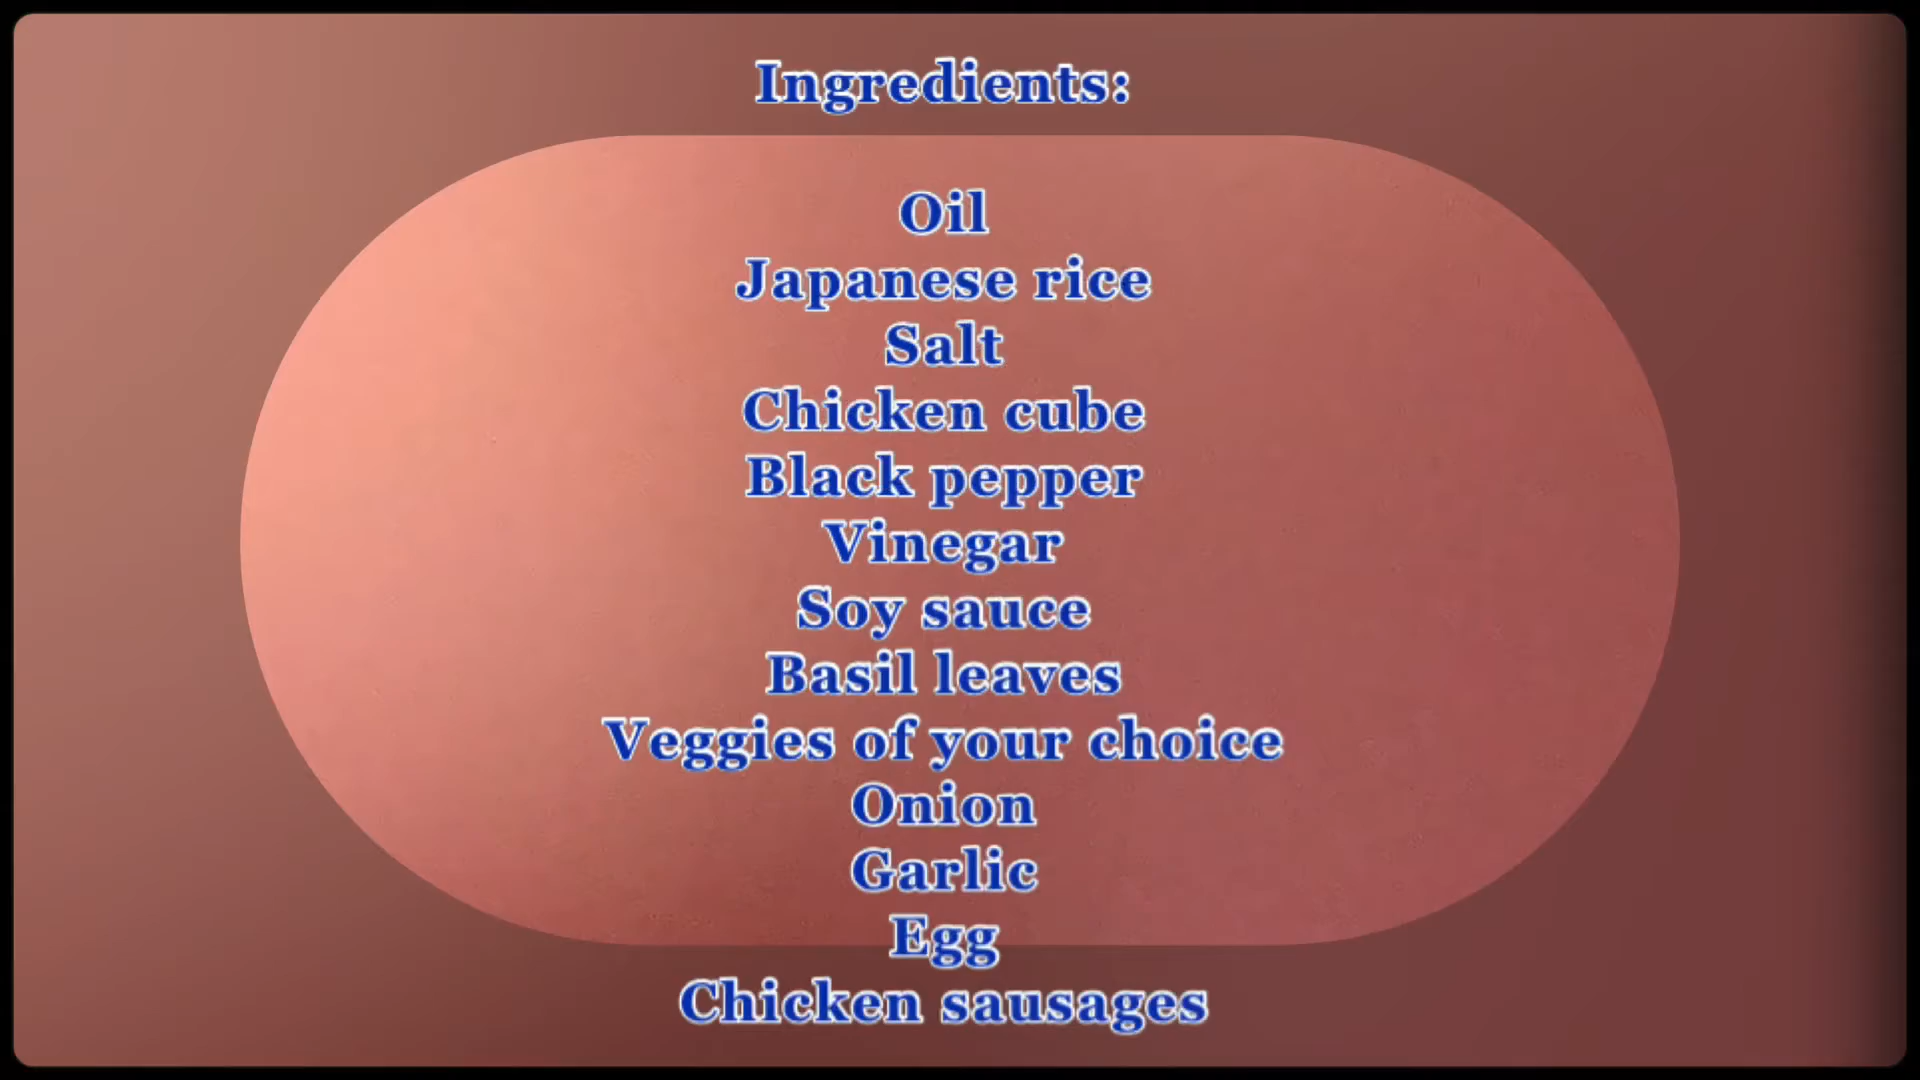 Ingredients:
Oil
Japanese rice
Salt
Chicken cube
Black pepper
Vinegar
Soy sauce
Basil leaves
Veggies of your choice
Onion
Garlic
Egg
Chicken sausages